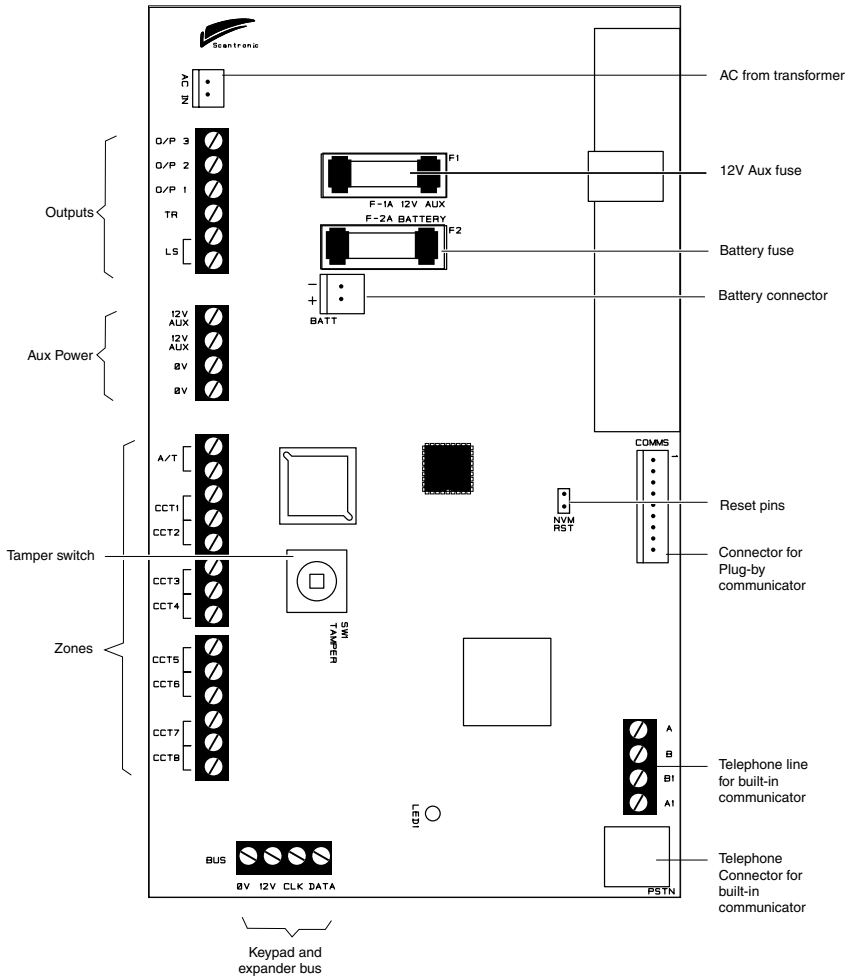 Scantronic
AC IN
AC from transformer
O/P 3
O/P 2
O/P 1
TR
LS
Outputs
F1
12V Aux fuse
F-1A 12V AUX
F-2A BATTERY
F2
Battery fuse
- +
BATT
Battery connector
12V AUX
12V AUX
0V
0V
Aux Power
A/T
CCT1
CCT2
CCT3
CCT4
CCT5
CCT6
CCT7
CCT8
Zones
Tamper switch
SW1
TAMPER
COMMS
1
NVM
RST
Reset pins
Connector for
Plug-by
communicator
A
B
B1
A1
Telephone line
for built-in
communicator
LED1
BUS
0V 12V CLK DATA
Keypad and
expander bus
PSTN
Telephone
Connector for
built-in
communicator